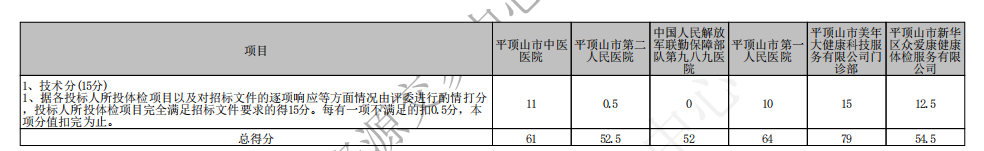 项目
平顶山市中医
医院
平顶山市第二
人民医院
中国人民解放
军联勤保障部
队第九八九医
院
平顶山市第一
人民医院
平顶山市美年
大健康科技服
务有限公司门
诊部
平顶山市新华
区众爱康健康
体检服务有限
公司
1、技术分(15分)
1、据各投标人所投体检项目以及对招标文件的逐项响应等方面情况由评委进行酌情打分
，投标人所投体检项目完全满足招标文件要求的得15分。每有一项不满足的扣0.5分，本
项分值扣完为止。
11
0.5
0
10
15
12.5
总得分
61
52.5
52
64
79
54.5
源交
中心